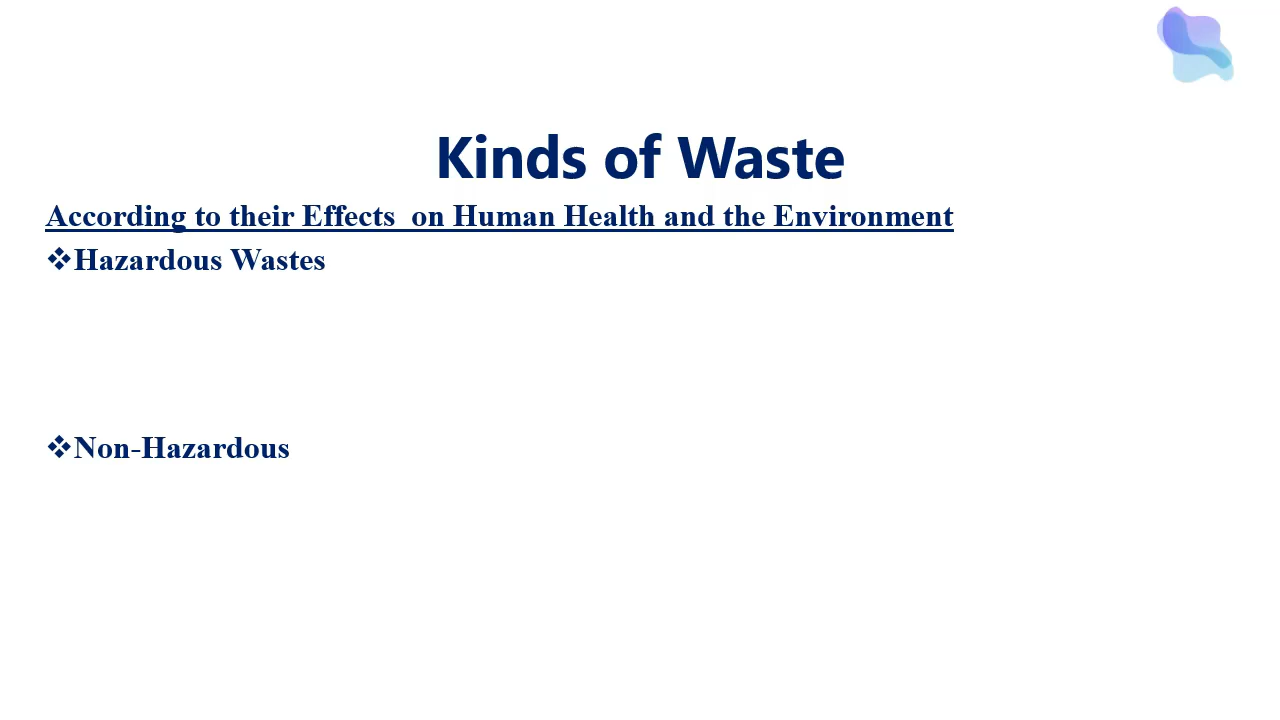 Kinds of Waste
According to their Effects  on Human Health and the Environment
❖Hazardous Wastes
❖Non-Hazardous